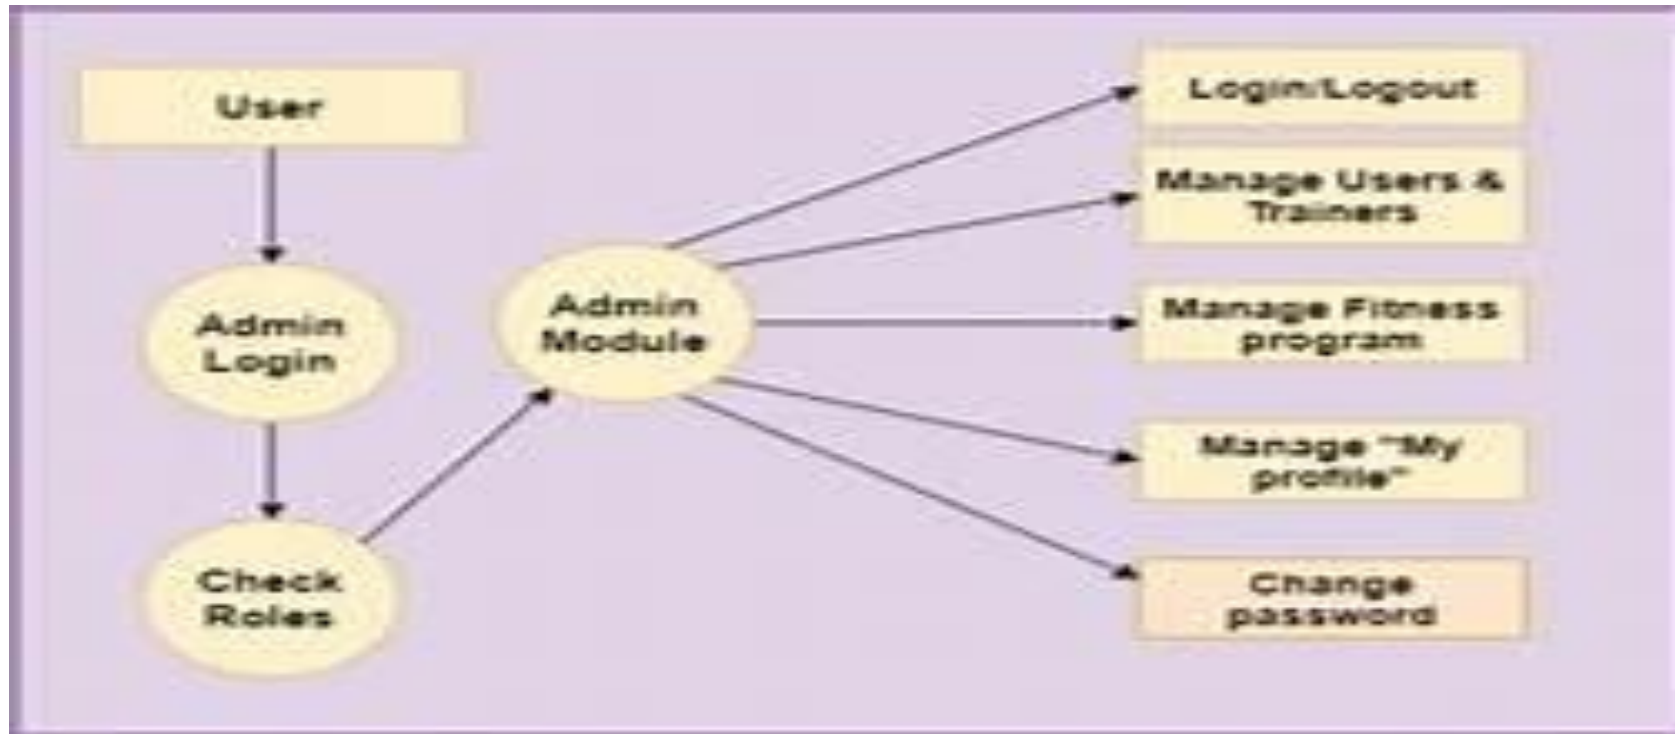 User
Admin
Login
Check
Roles
Admin
Module
Login/Logout
Manage Users &
Trainers
Manage Fitness
program
Manage "My
profile"
Change
password